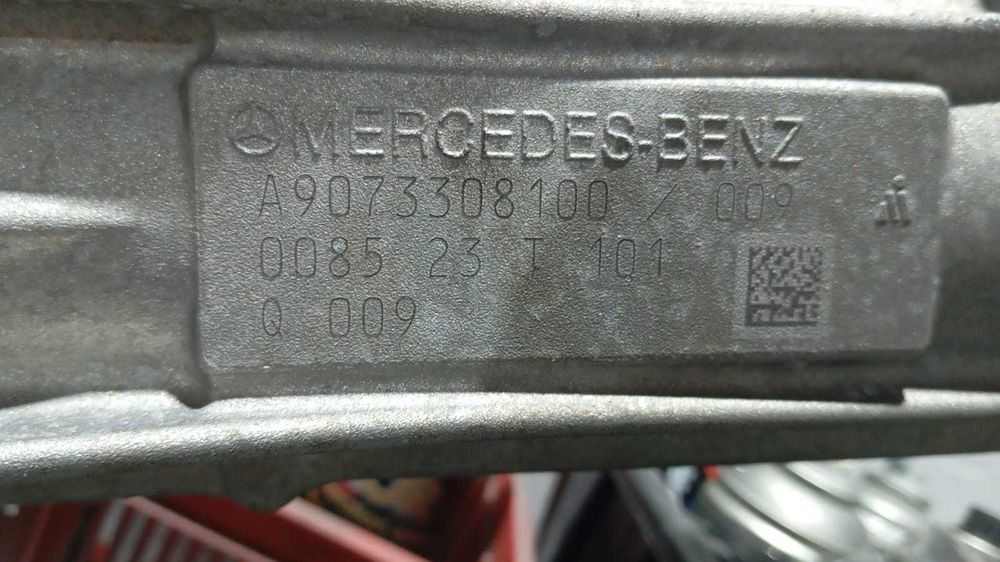 MERCEDES-BENZ
A9073308100 / 009
0085 23 T 101
Q 009